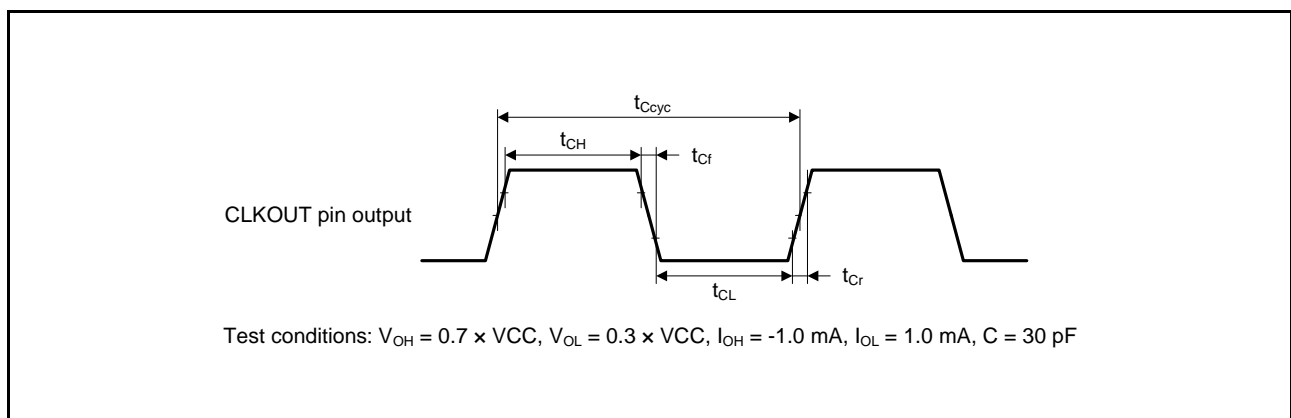 tCcyc
tCH
tCf
CLKOUT pin output
tCL
tCr
Test conditions: VOH = 0.7 × VCC, VOL = 0.3 × VCC, IOH = -1.0 mA, IOL = 1.0 mA, C = 30 pF